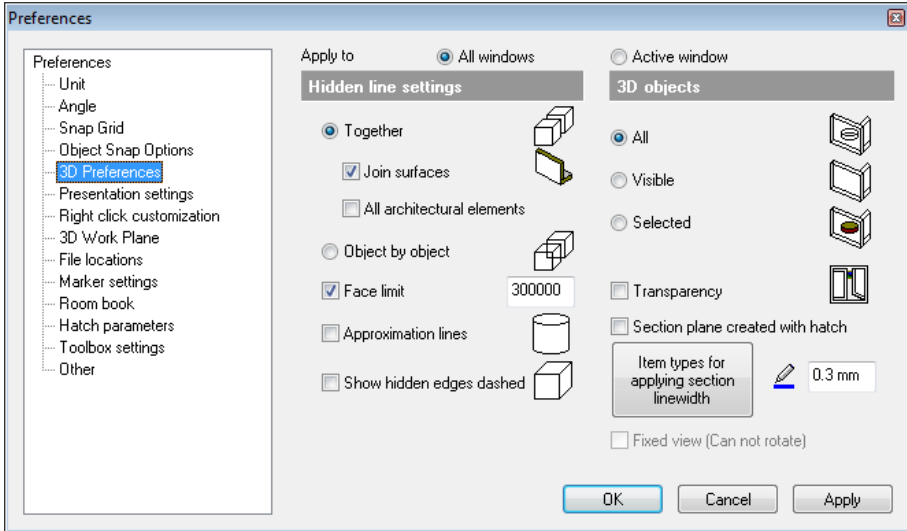 Preferences
Preferences
Unit
Angle
Snap Grid
Object Snap Options
3D Preferences
Presentation settings
Right click customization
3D Work Plane
File locations
Marker settings
Room book
Hatch parameters
Toolbox settings
Other
Apply to All windows Active window
Hidden line settings
Together
Join surfaces
All architectural elements
Object by object
Face limit 300000
Approximation lines
Show hidden edges dashed
3D objects
All
Visible
Selected
Transparency
Section plane created with hatch
Item types for
applying section
linewidth
0.3 mm
Fixed view (Can not rotate)
OK Cancel Apply